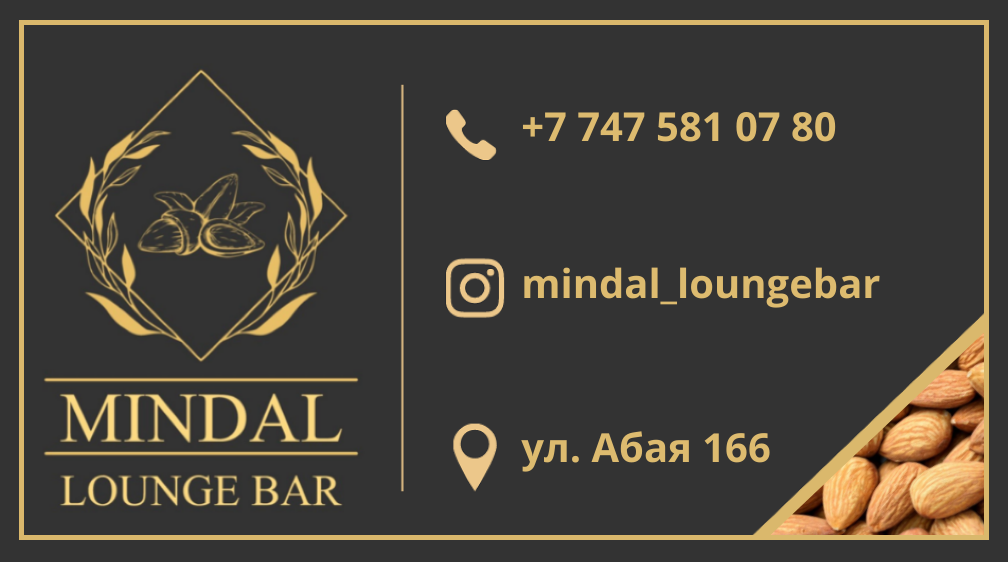 MINDAL
LOUNGE BAR
+7 747 581 07 80
mindal_loungebar
ул. Абая 166